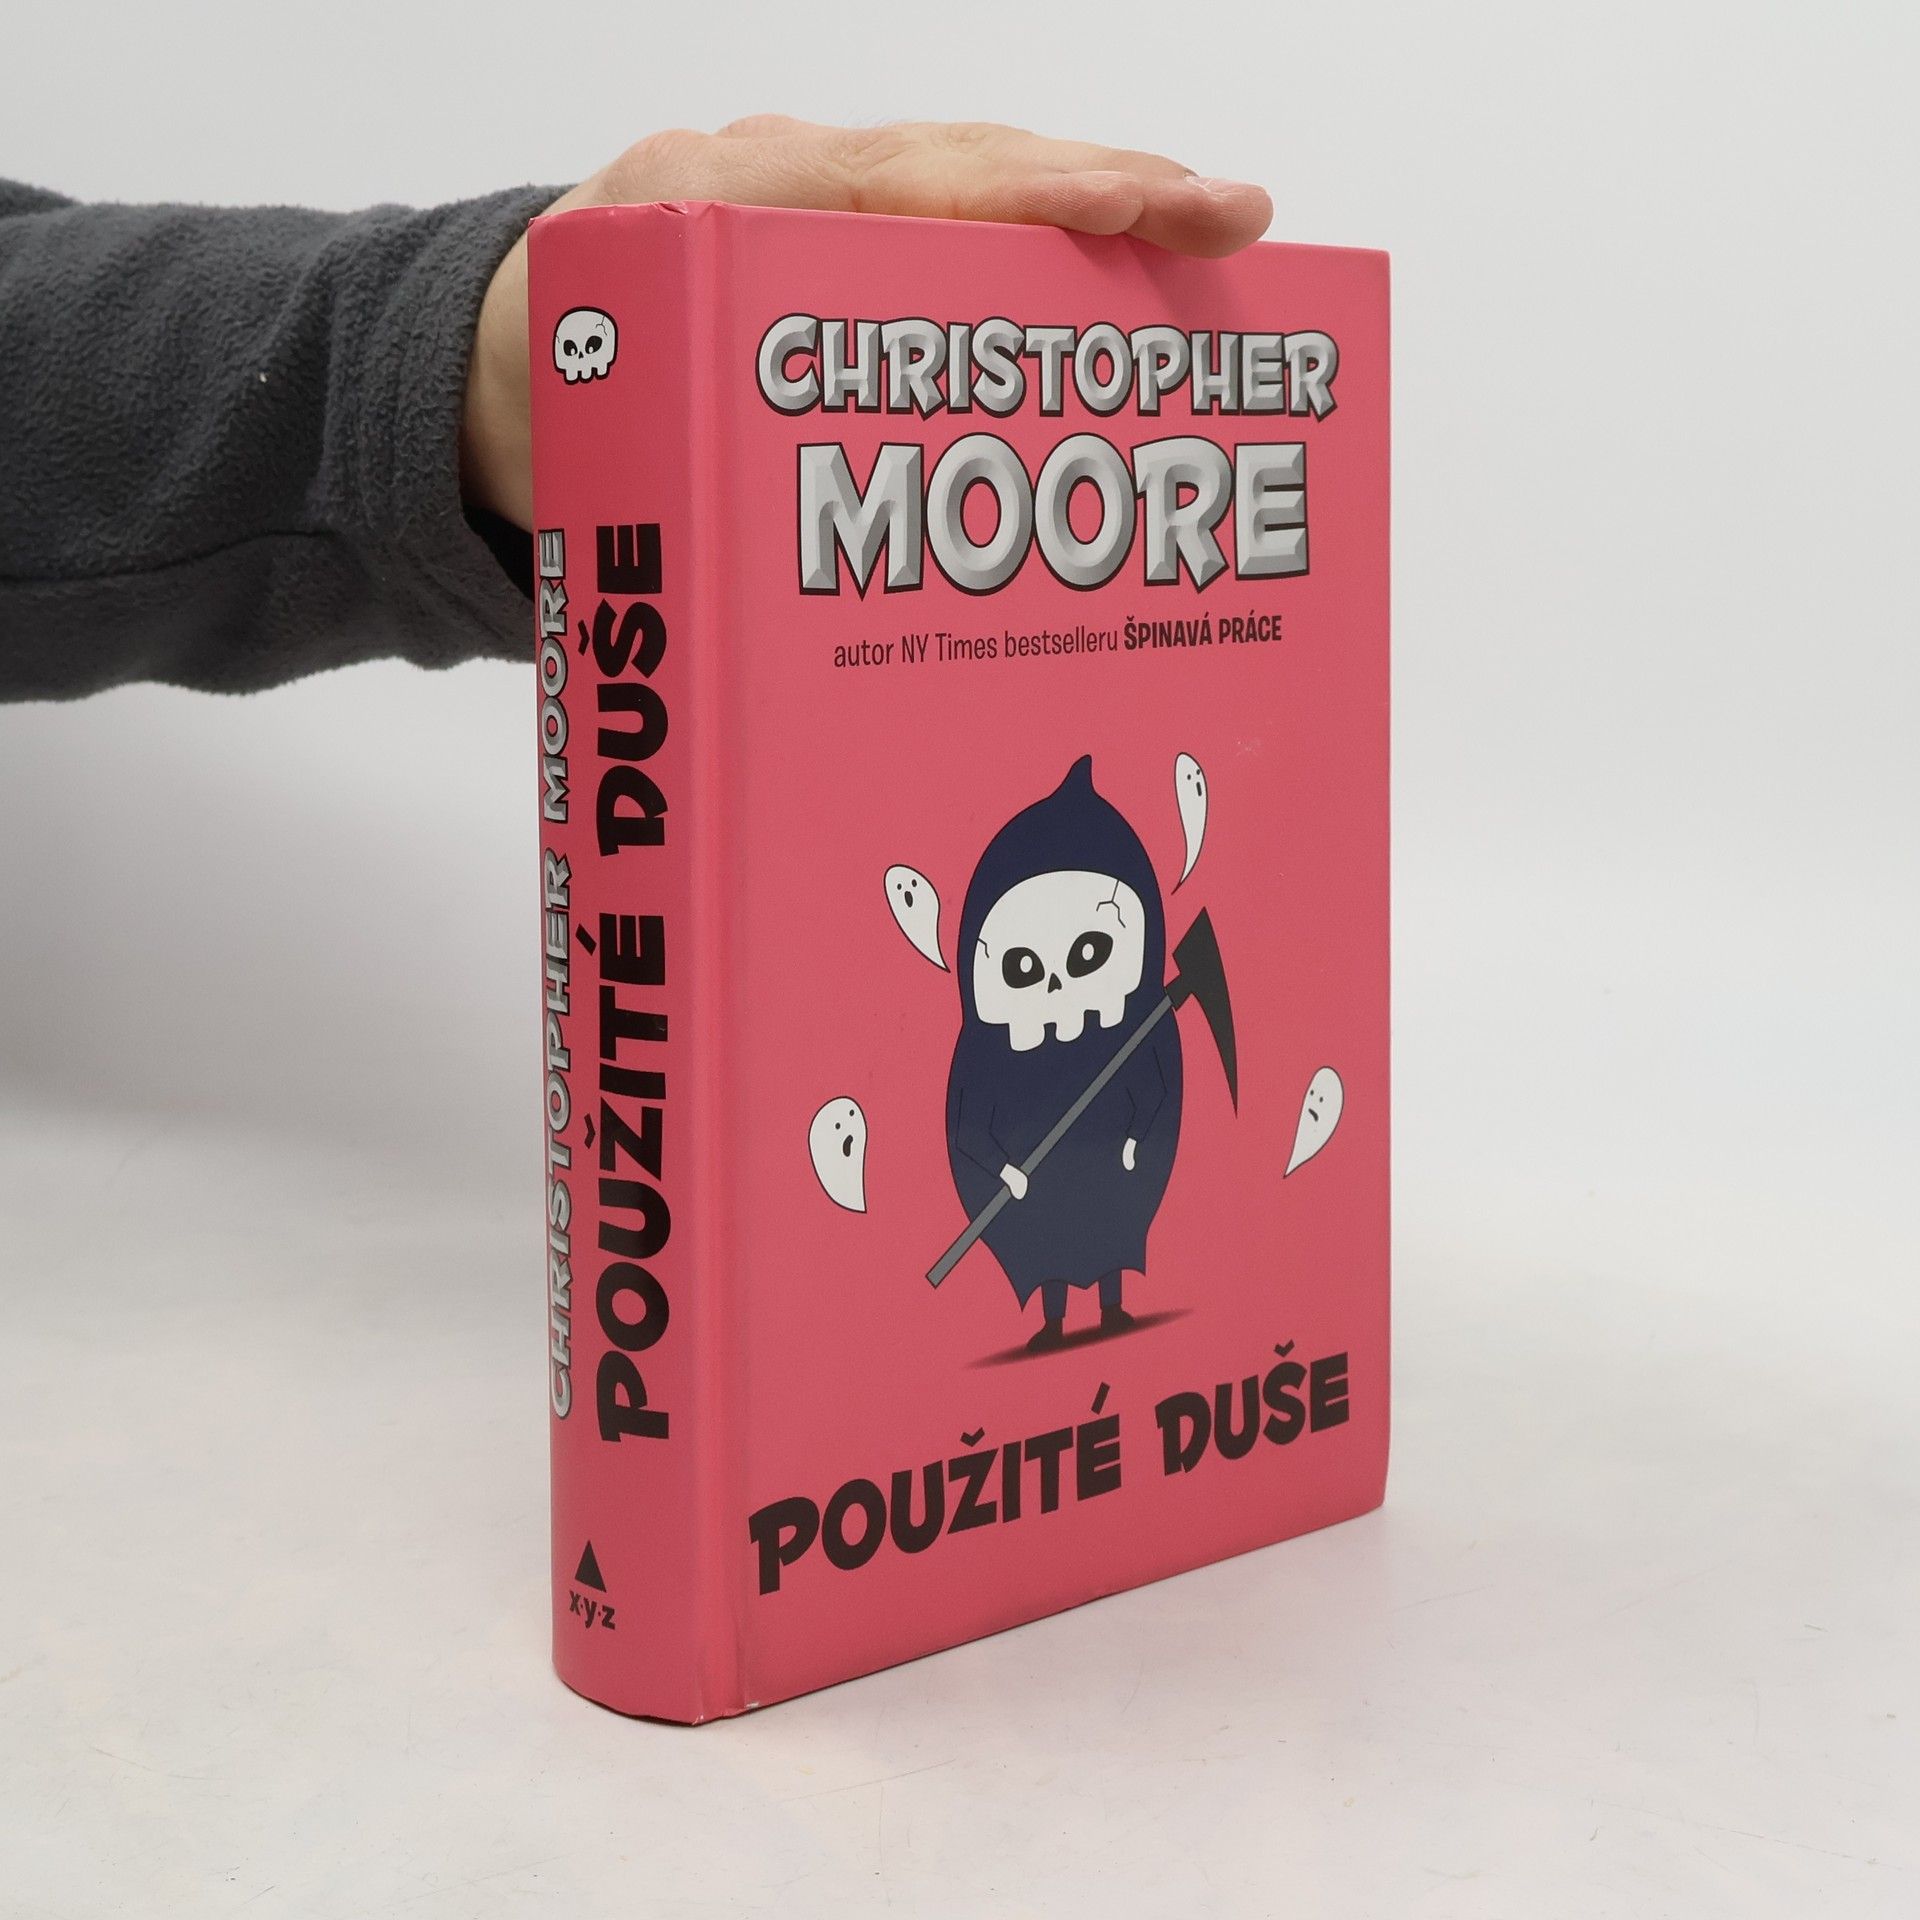 CHRISTOPHER MOORE
POUŽITÉ DUŠE
x·y·z
CHRISTOPHER
MOORE
autor NY Times bestselleru ŠPINAVÁ PRÁCE
POUŽITÉ DUŠE